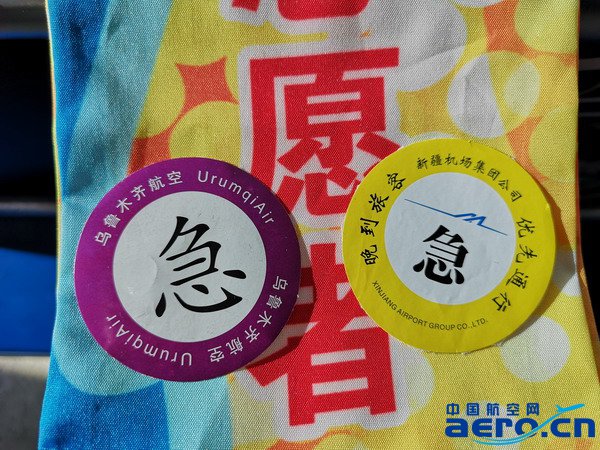 志愿者
乌鲁木齐航空 UrumqiAir
急
乌鲁木齐航空 UrumqiAir
新疆机场集团公司
晚到旅客 优先通行
急
XINJIANG AIRPORT GROUP CO.,LTD.
中国航空网
aero.cn